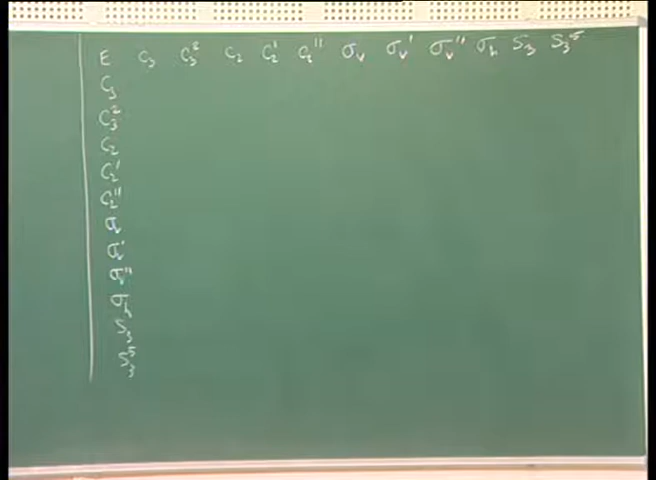 E C₃ C₃² C₂ C₂' C₂'' σᵥ σᵥ' σᵥ'' σₕ S₃ S₃⁵
C₃
C₃²
C₂
C₂'
C₂''
σᵥ
σᵥ'
σᵥ''
σₕ
S₃
S₃⁵